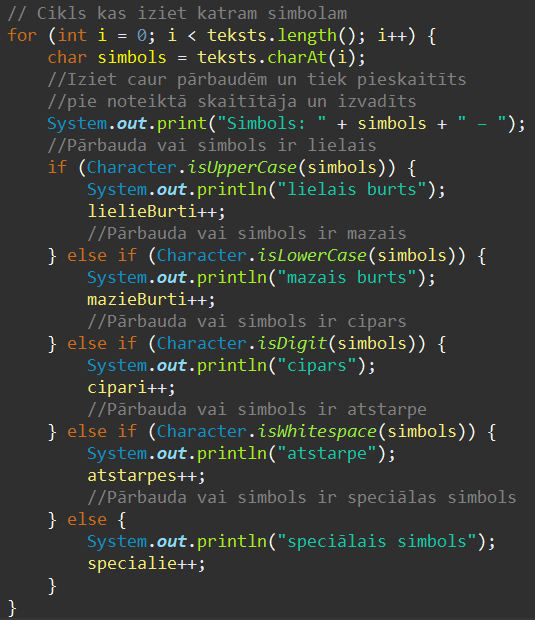 // Cikls kas iziet katram simbolam
for (int i = 0; i < teksts.length(); i++) {
    char simbols = teksts.charAt(i);
    //Iziet caur pārbaudēm un tiek pieskaitīts
    //pie noteiktā skaitītāja un izvadīts
    System.out.print("Simbols: " + simbols + " – ");
    //Pārbauda vai simbols ir lielais
    if (Character.isUpperCase(simbols)) {
        System.out.println("lielais burts");
        lielieBurti++;
        //Pārbauda vai simbols ir mazais
    } else if (Character.isLowerCase(simbols)) {
        System.out.println("mazais burts");
        mazieBurti++;
        //Pārbauda vai simbols ir cipars
    } else if (Character.isDigit(simbols)) {
        System.out.println("cipars");
        cipari++;
        //Pārbauda vai simbols ir atstarpe
    } else if (Character.isWhitespace(simbols)) {
        System.out.println("atstarpe");
        atstarpes++;
        //Pārbauda vai simbols ir speciālas simbols
    } else {
        System.out.println("speciālais simbols");
        specialie++;
    }
}